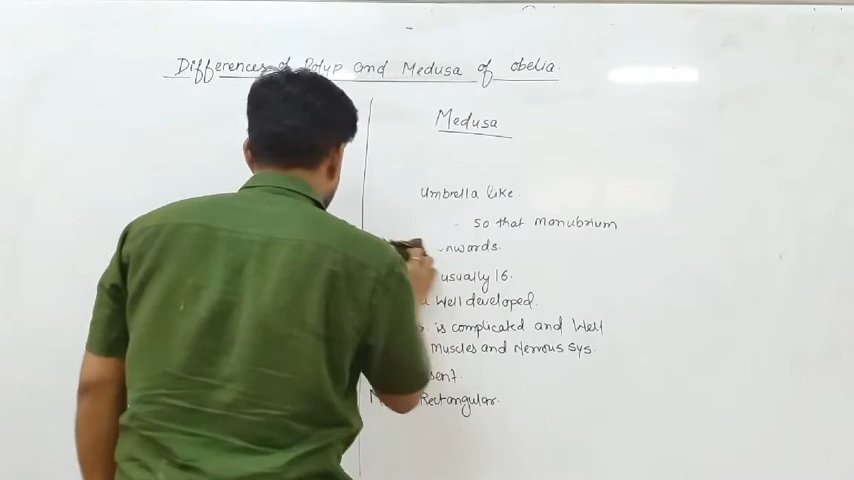 Differences of Polyp and Medusa of obelia
Medusa
Umbrella like
so that manubrium
nwards.
usually 16.
Well developed.
is complicated and Well
Muscles and Nervous sys.
sent.
Rectangular.